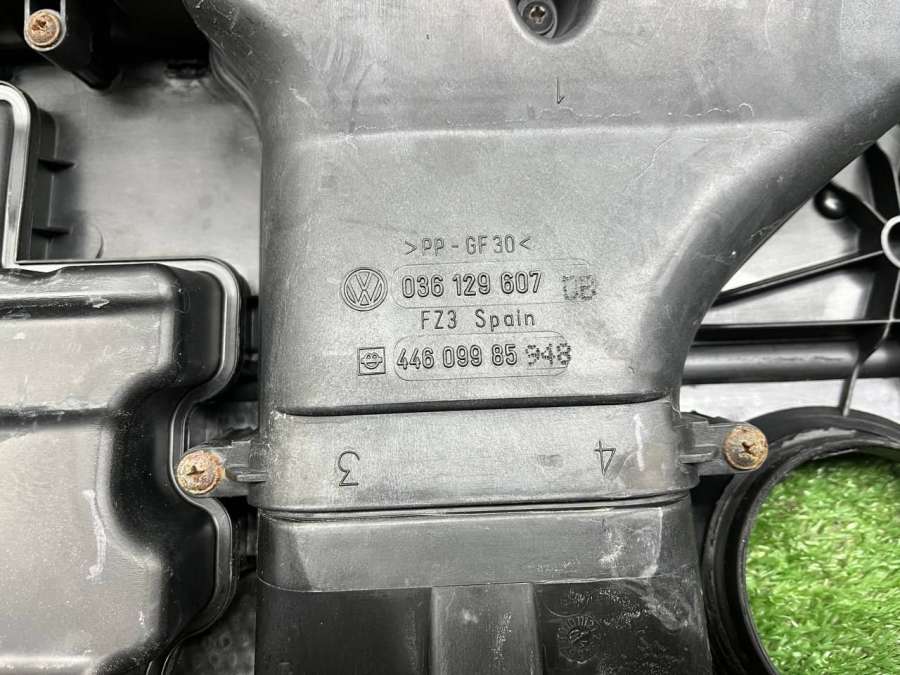 1
>PP-GF30<
036 129 607 DB
FZ3 Spain
446 099 85 948
3 4